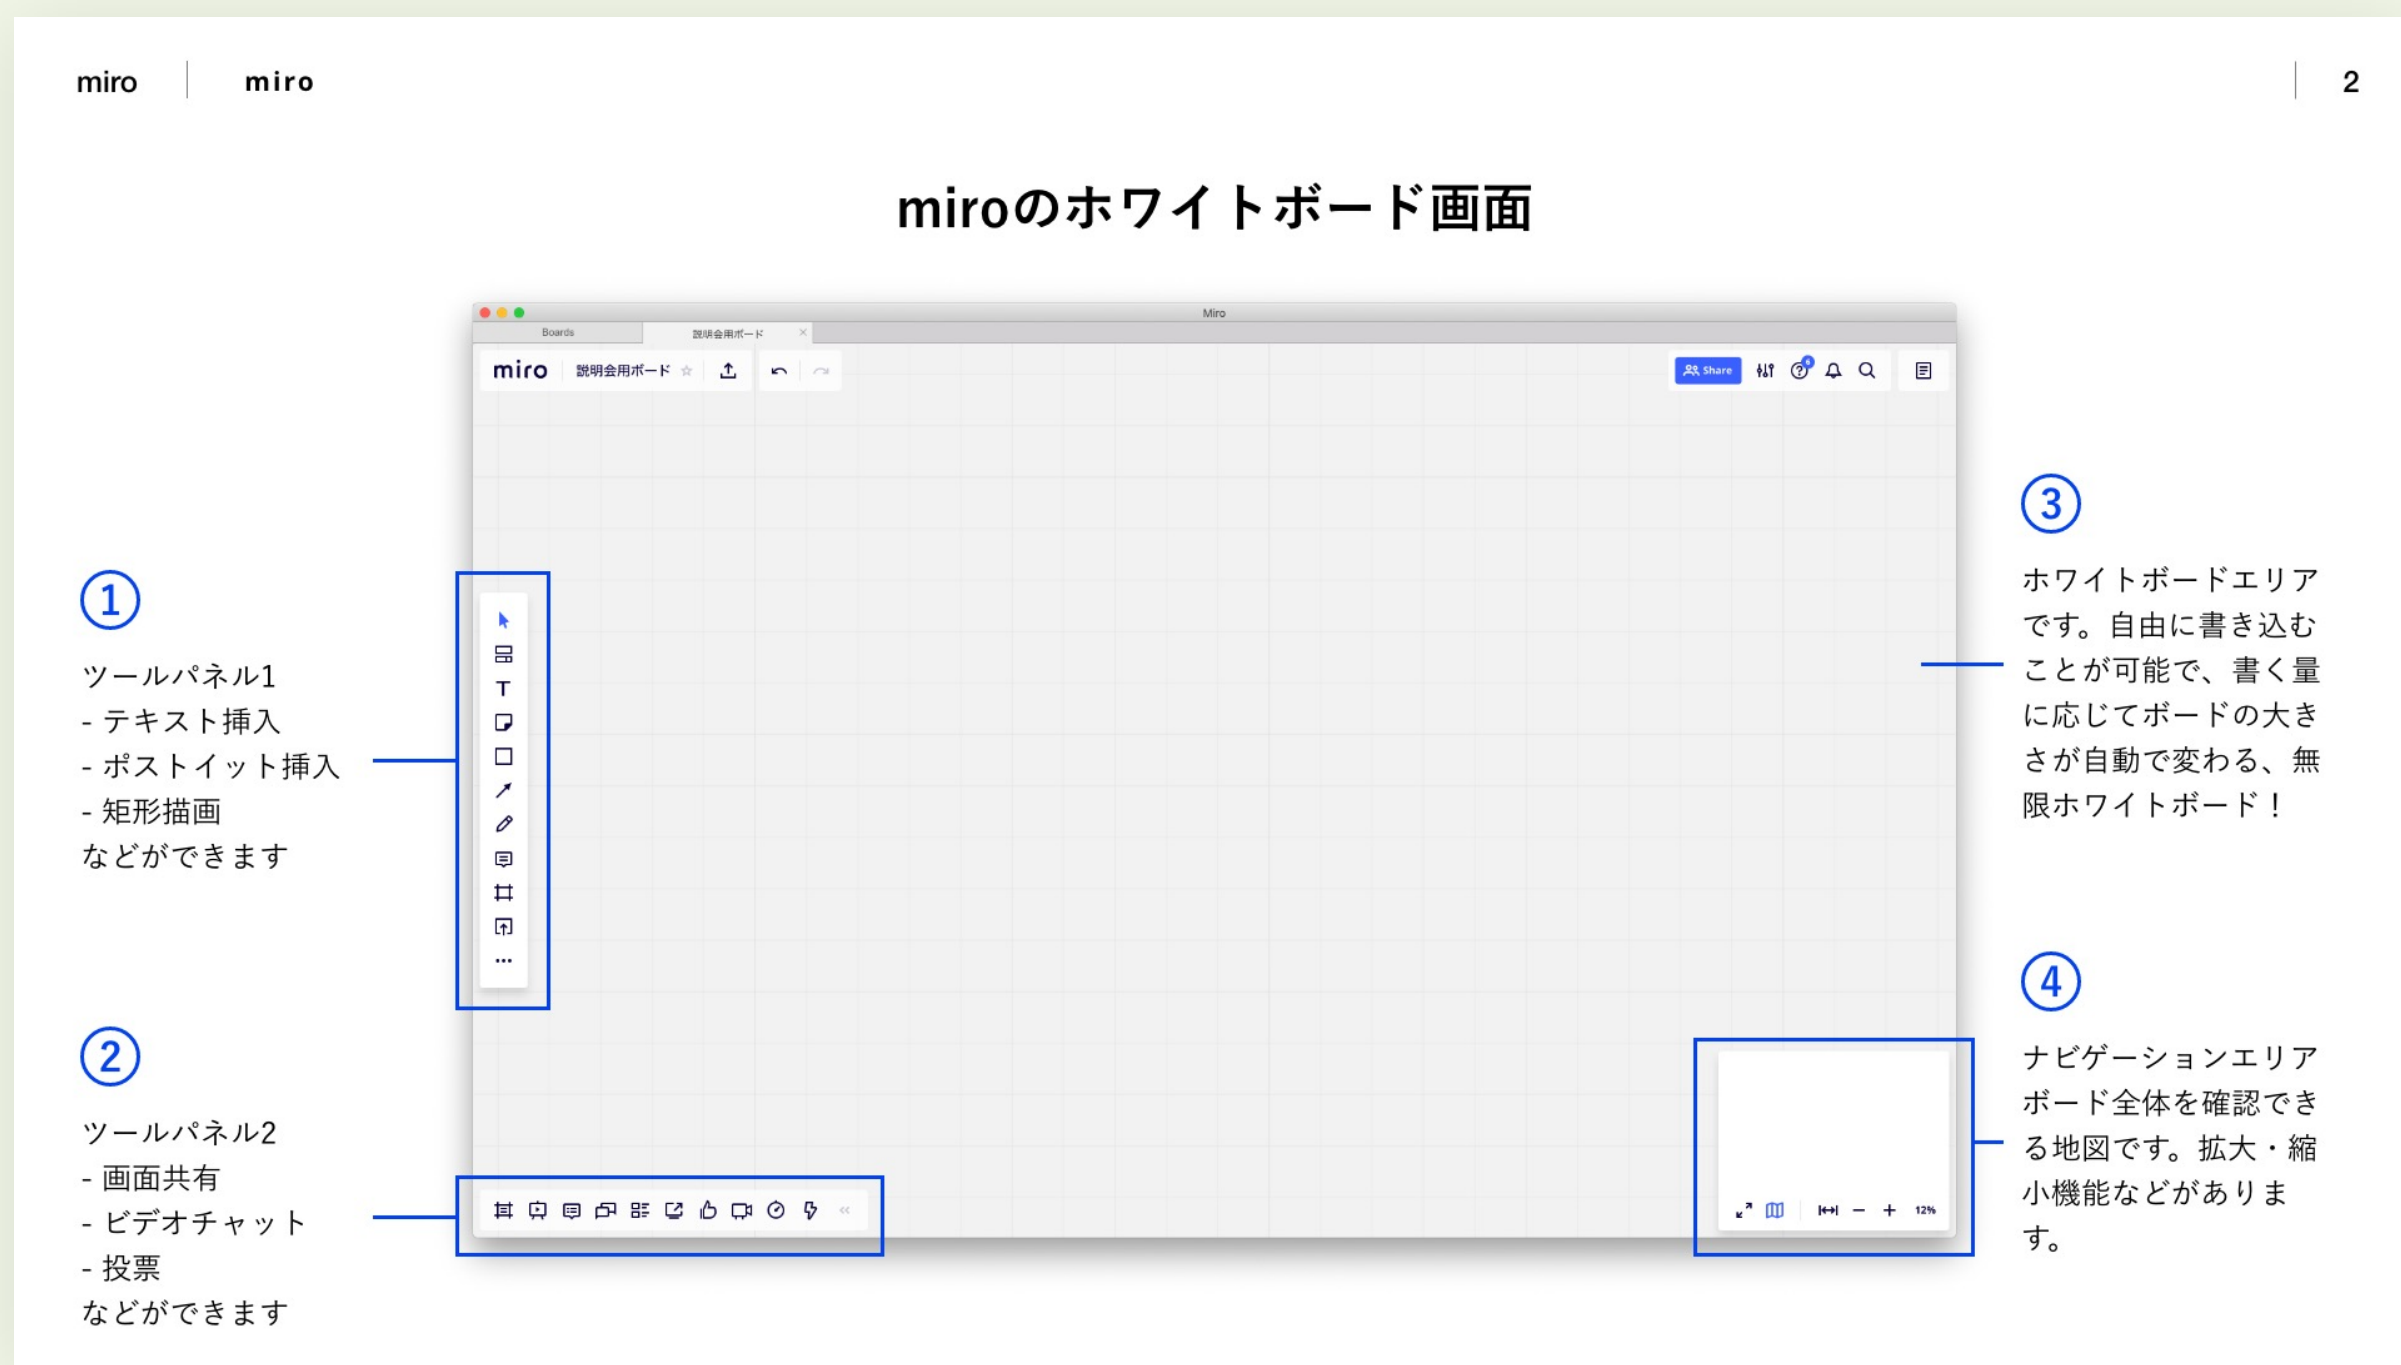 miro
miro
2
miroのホワイトボード画面
Miro
Boards
説明会用ボード
miro
説明会用ボード
Share
6
①
ツールパネル1
- テキスト挿入
- ポストイット挿入
- 矩形描画
などができます
②
ツールパネル2
- 画面共有
- ビデオチャット
- 投票
などができます
③
ホワイトボードエリア
です。自由に書き込む
ことが可能で、書く量
に応じてボードの大き
さが自動で変わる、無
限ホワイトボード！
④
ナビゲーションエリア
ボード全体を確認でき
る地図です。拡大・縮
小機能などがありま
す。
12%